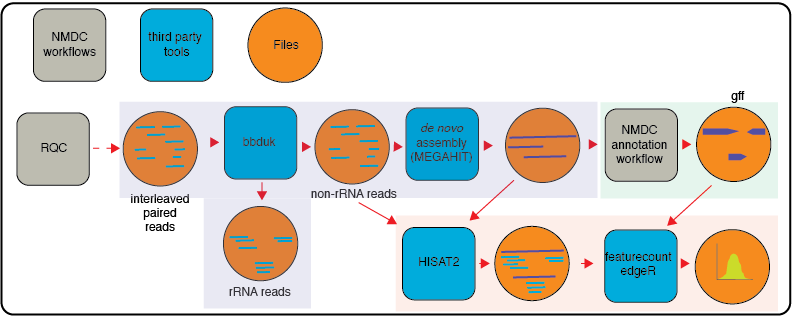 NMDC
workflows
third party
tools
Files
RQC
interleaved
paired
reads
bbduk
rRNA reads
non-rRNA reads
de novo
assembly
(MEGAHIT)
NMDC
annotation
workflow
gff
HISAT2
featurecount
edgeR